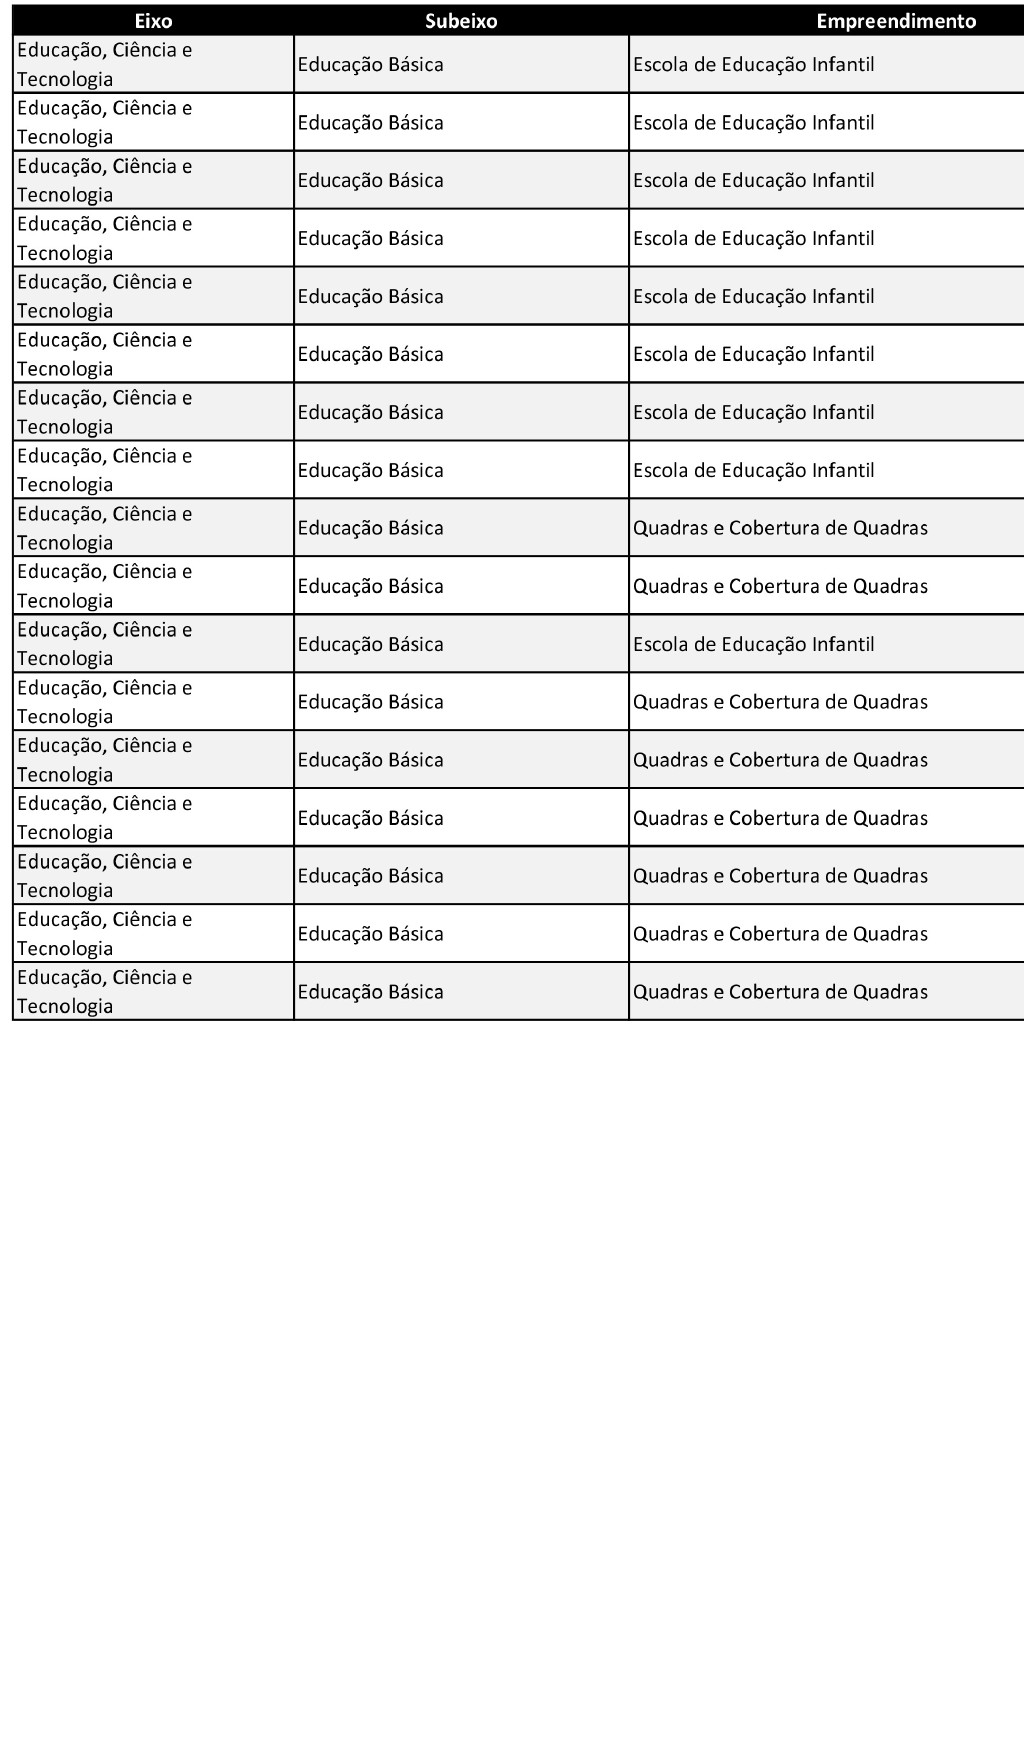 Eixo Subeixo Empreendimento
Educação, Ciência e
Tecnologia Educação Básica Escola de Educação Infantil
Educação, Ciência e
Tecnologia Educação Básica Escola de Educação Infantil
Educação, Ciência e
Tecnologia Educação Básica Escola de Educação Infantil
Educação, Ciência e
Tecnologia Educação Básica Escola de Educação Infantil
Educação, Ciência e
Tecnologia Educação Básica Escola de Educação Infantil
Educação, Ciência e
Tecnologia Educação Básica Escola de Educação Infantil
Educação, Ciência e
Tecnologia Educação Básica Escola de Educação Infantil
Educação, Ciência e
Tecnologia Educação Básica Escola de Educação Infantil
Educação, Ciência e
Tecnologia Educação Básica Quadras e Cobertura de Quadras
Educação, Ciência e
Tecnologia Educação Básica Quadras e Cobertura de Quadras
Educação, Ciência e
Tecnologia Educação Básica Escola de Educação Infantil
Educação, Ciência e
Tecnologia Educação Básica Quadras e Cobertura de Quadras
Educação, Ciência e
Tecnologia Educação Básica Quadras e Cobertura de Quadras
Educação, Ciência e
Tecnologia Educação Básica Quadras e Cobertura de Quadras
Educação, Ciência e
Tecnologia Educação Básica Quadras e Cobertura de Quadras
Educação, Ciência e
Tecnologia Educação Básica Quadras e Cobertura de Quadras
Educação, Ciência e
Tecnologia Educação Básica Quadras e Cobertura de Quadras